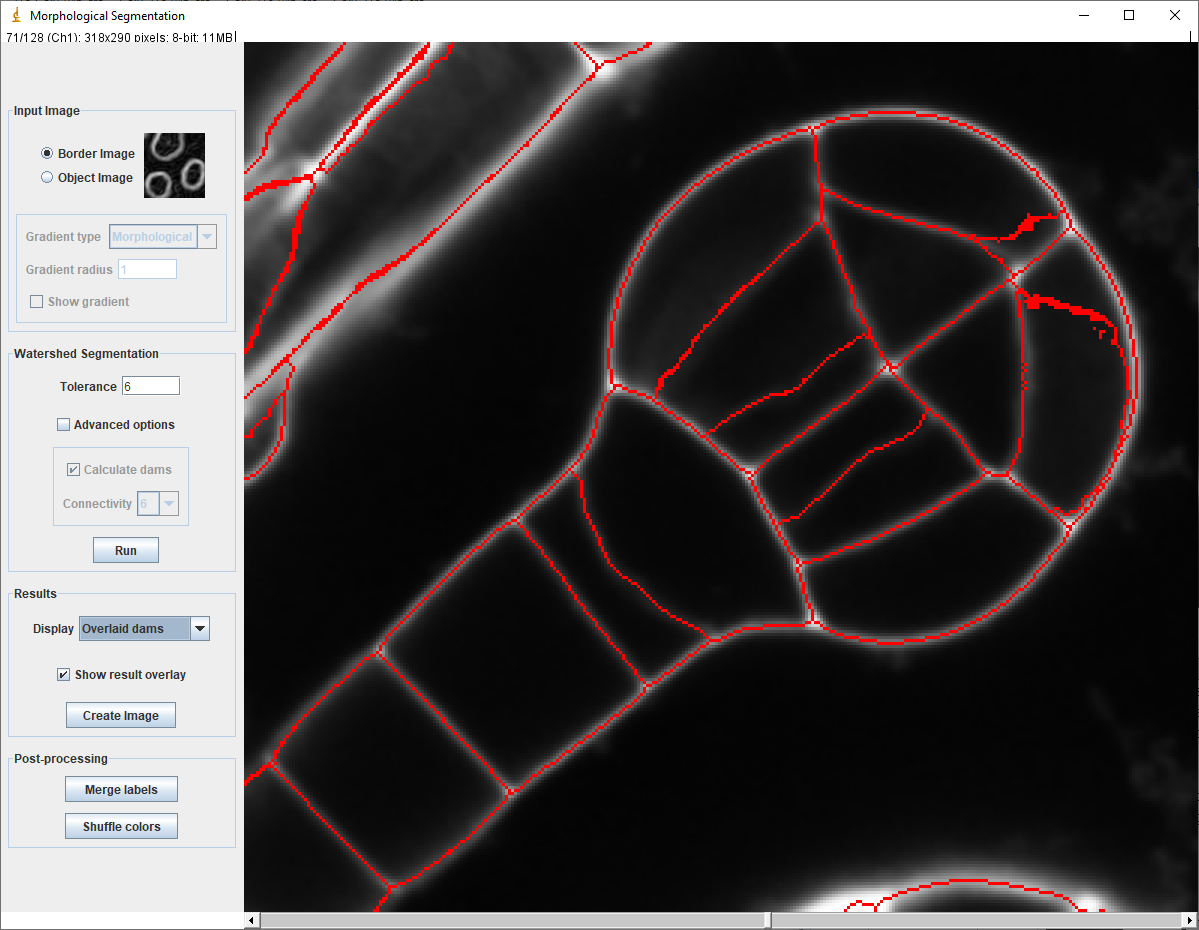 Morphological Segmentation
71/128 (Ch1); 318x290 pixels; 8-bit; 11MB
Input Image
Border Image
Object Image
Gradient type Morphological
Gradient radius 1
Show gradient
Watershed Segmentation
Tolerance 6
Advanced options
Calculate dams
Connectivity 6
Run
Results
Display Overlaid dams
Show result overlay
Create Image
Post-processing
Merge labels
Shuffle colors